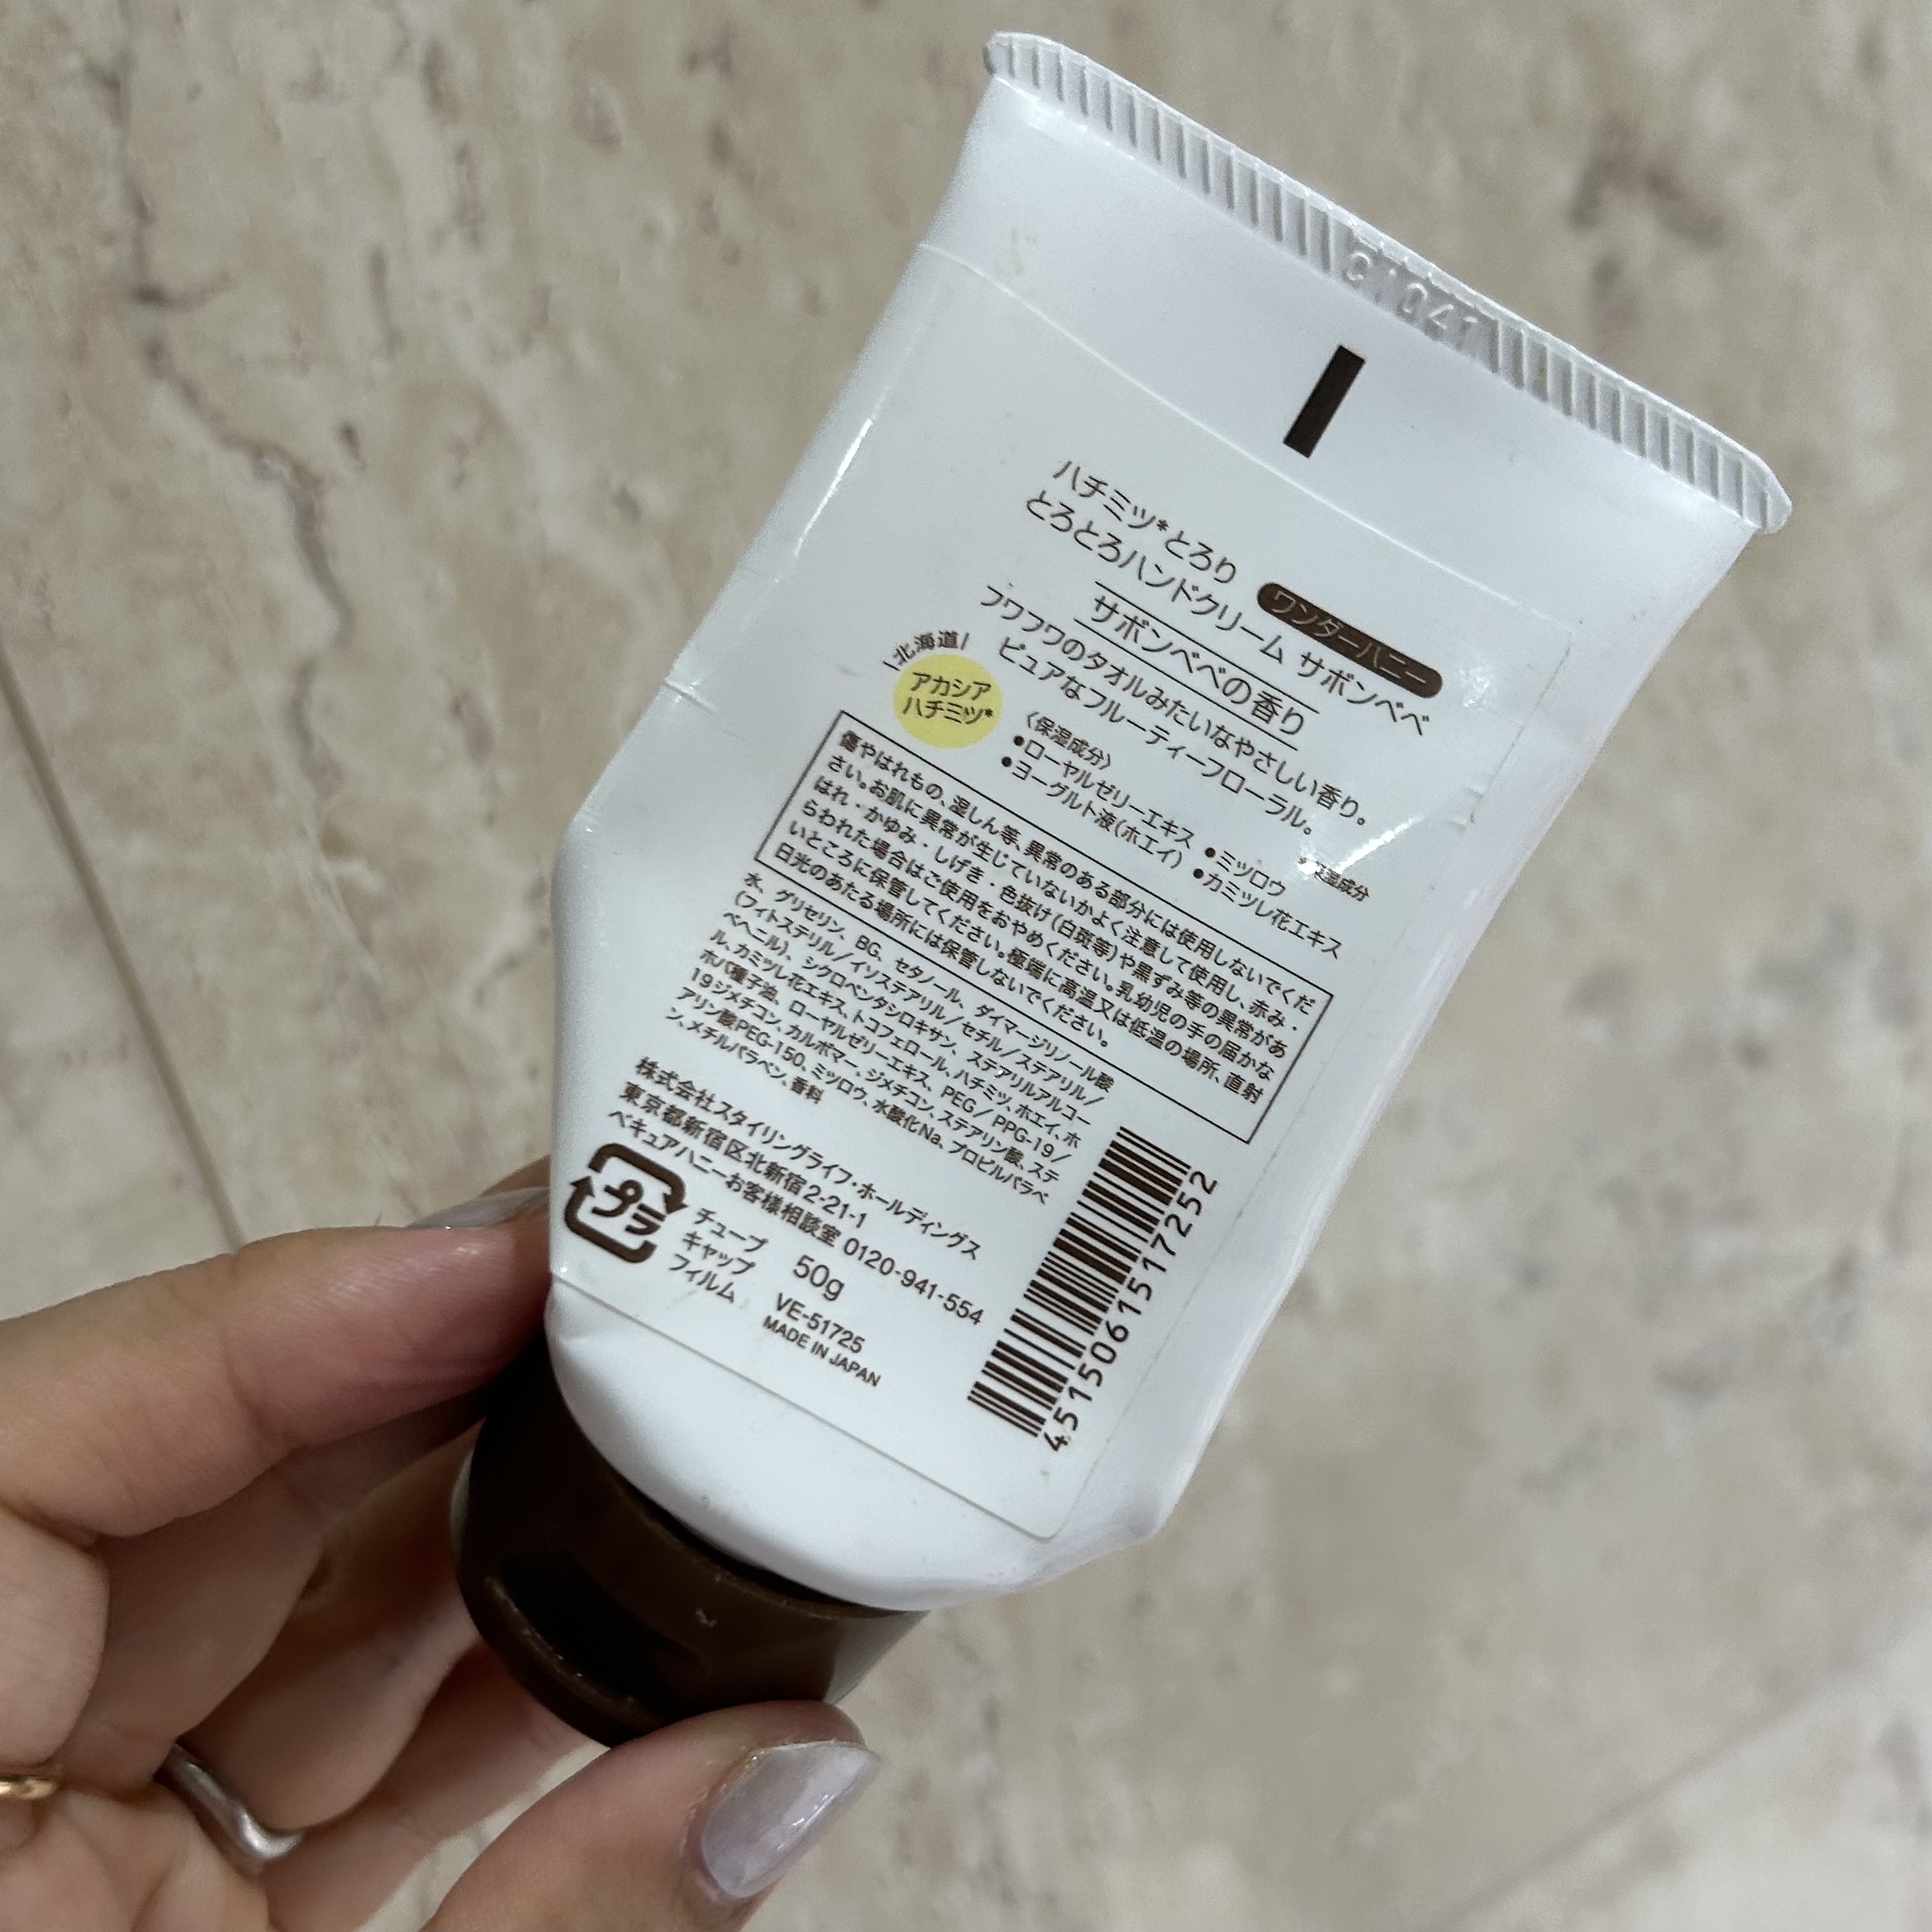 C1041
ハチミツ*とろり
とろとろハンドクリーム サボンベベ
ワンダーハニー
サボンベベの香り
フワフワのタオルみたいなやさしい香り。
ピュアなフルーティーフローラル。
北海道
アカシア
ハチミツ*
〈保湿成分〉
●ローヤルゼリーエキス ●ミツロウ
●ヨーグルト液(ホエイ) ●カミツレ花エキス
*保湿成分
傷やはれもの、湿しん等、異常のある部分には使用しないでくだ
さい。お肌に異常が生じていないかよく注意して使用し、赤み・
はれ・かゆみ・しげき・色抜け(白斑等)や黒ずみ等の異常があ
らわれた場合はご使用をおやめください。乳幼児の手の届かな
いところに保管してください。極端に高温又は低温の場所、直射
日光のあたる場所には保管しないでください。
水、グリセリン、BG、セタノール、ダイマージリノール酸
(フィトステリル/イソステアリル/セチル/ステアリル/
ベヘニル)、シクロペンタシロキサン、ステアリルアルコー
ル、カミツレ花エキス、トコフェロール、ハチミツ、ホエイ、ホ
ホバ種子油、ローヤルゼリーエキス、PEG/PPG-19/
19ジメチコン、カルボマー、ジメチコン、ステアリン酸、ステ
アリン酸PEG-150、ミツロウ、水酸化Na、プロピルパラベ
ン、メチルパラベン、香料
株式会社スタイリングライフ・ホールディングス
東京都新宿区北新宿2-21-1
ベキュアハニーお客様相談室 0120-941-554
プラ
チューブ
キャップ
フィルム
50g
VE-51725
MADE IN JAPAN
4515061517252